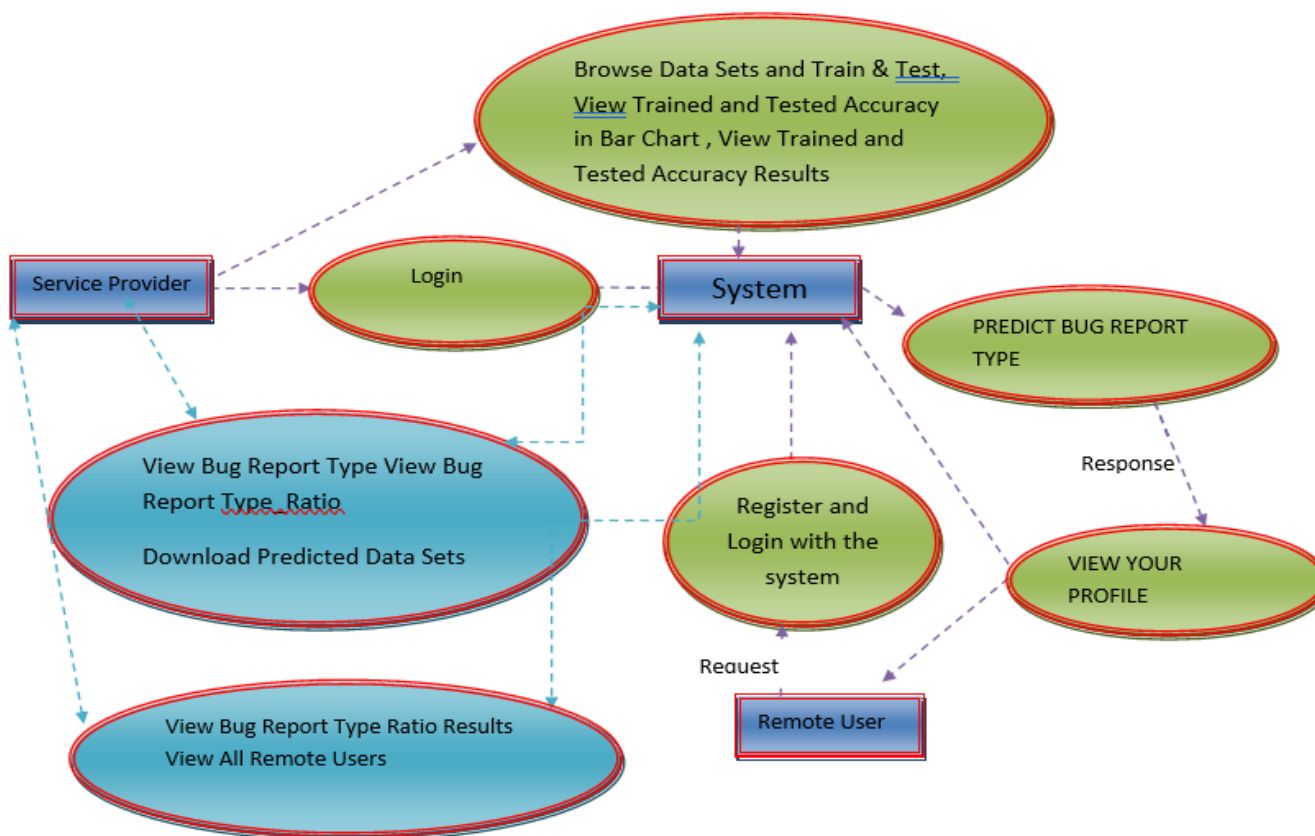 Browse Data Sets and Train & Test,
View Trained and Tested Accuracy
in Bar Chart , View Trained and
Tested Accuracy Results
Service Provider
Login
System
PREDICT BUG REPORT
TYPE
View Bug Report Type View Bug
Report Type_Ratio
Download Predicted Data Sets
Response
Register and
Login with the
system
VIEW YOUR
PROFILE
Request
Remote User
View Bug Report Type Ratio Results
View All Remote Users